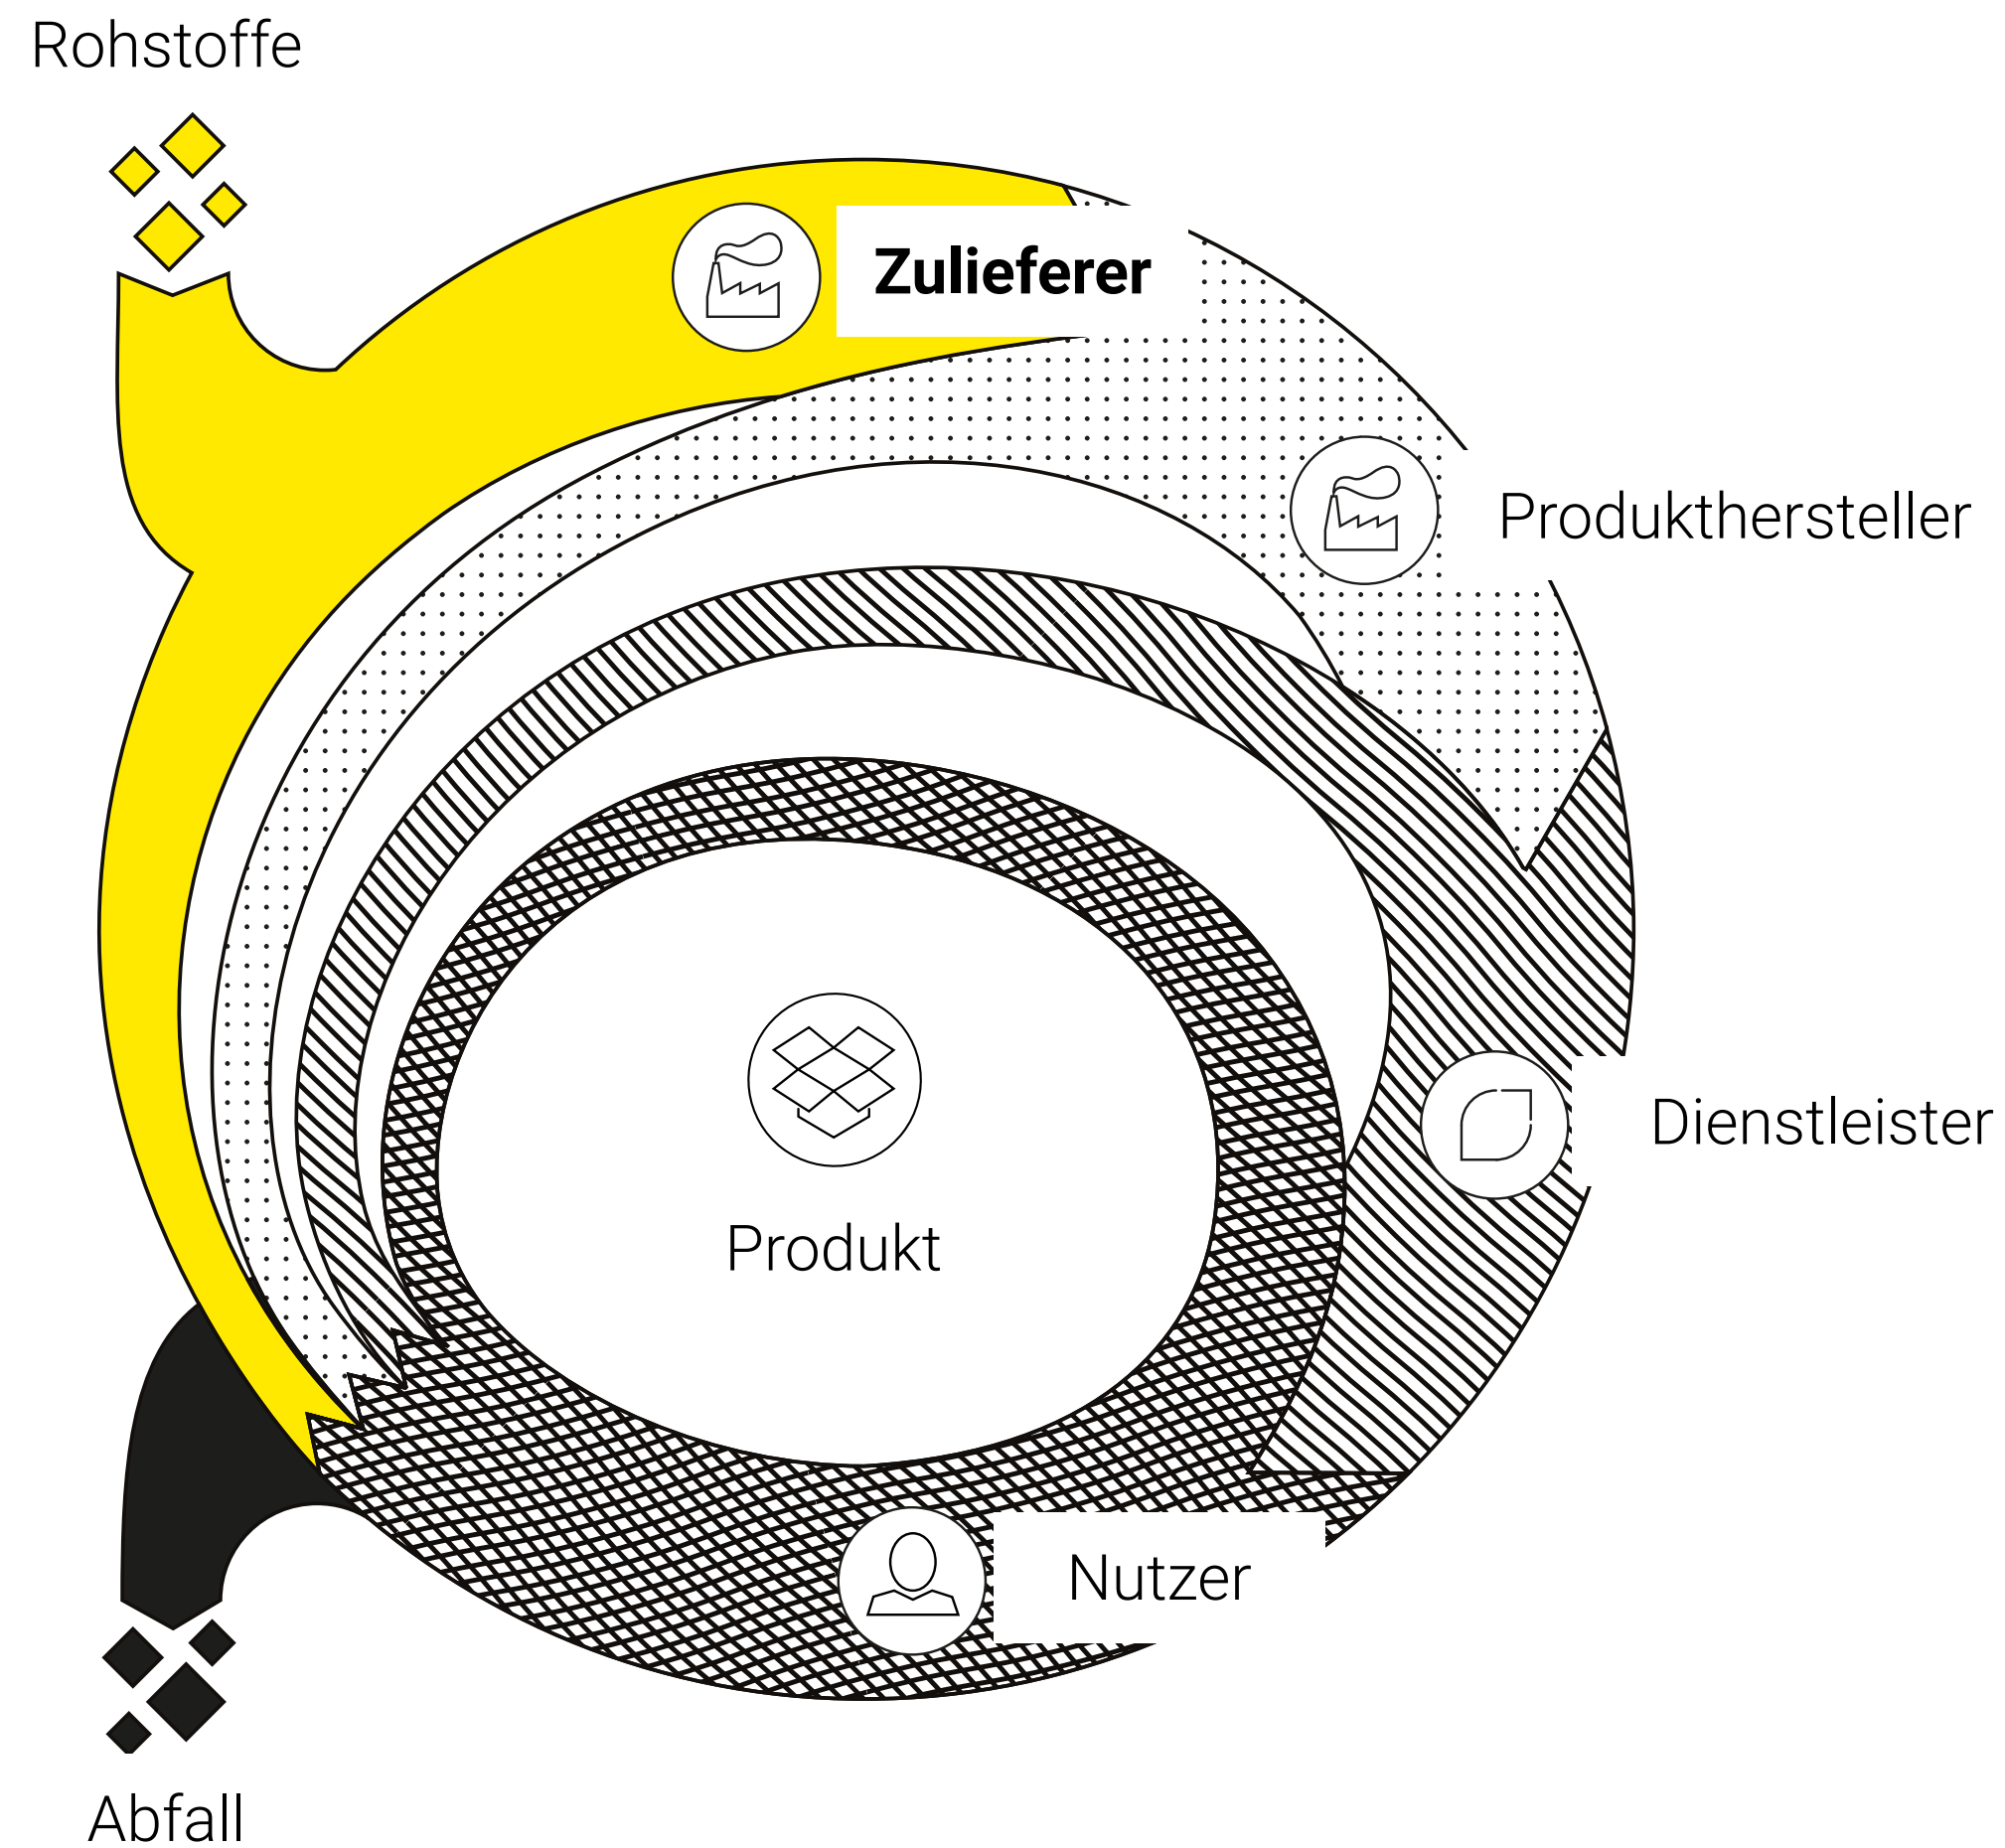 Rohstoffe
Zulieferer
Produkthersteller
Dienstleister
Produkt
Nutzer
Abfall